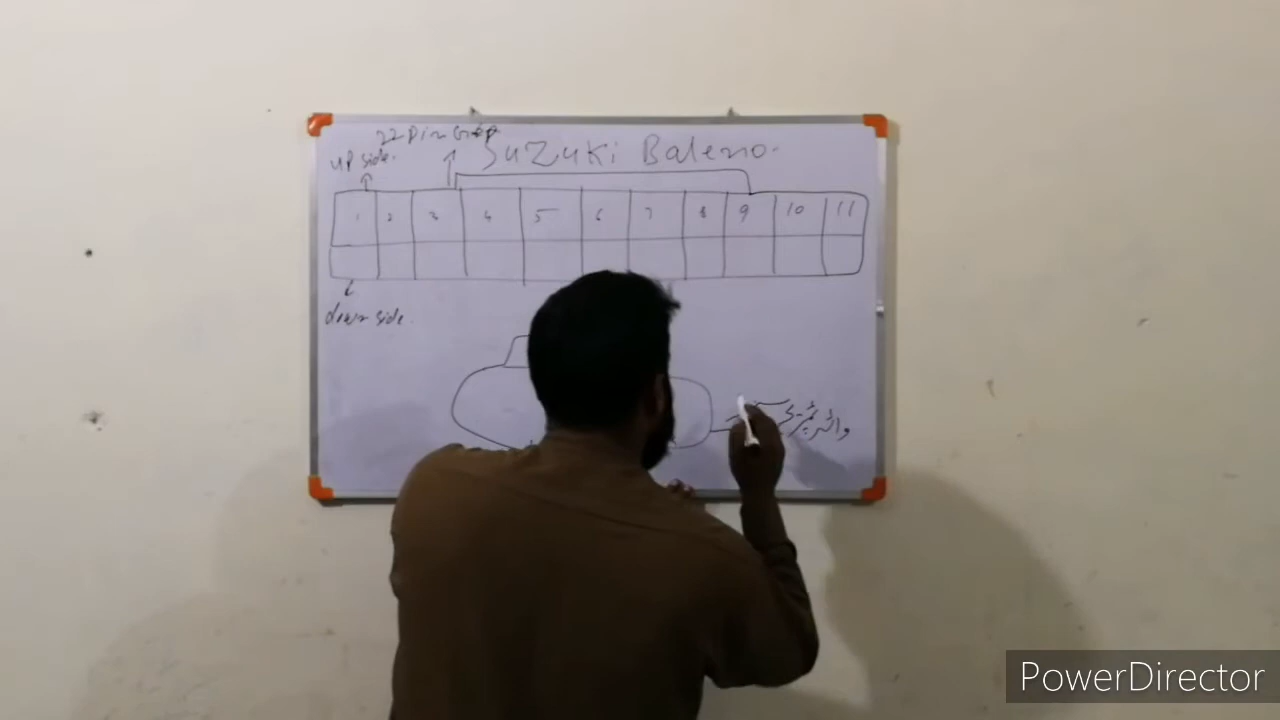 22 Pin Grip
Suzuki Baleno.
up side.
1 2 3 4 5 6 7 8 9 10 11
down side.
PowerDirector